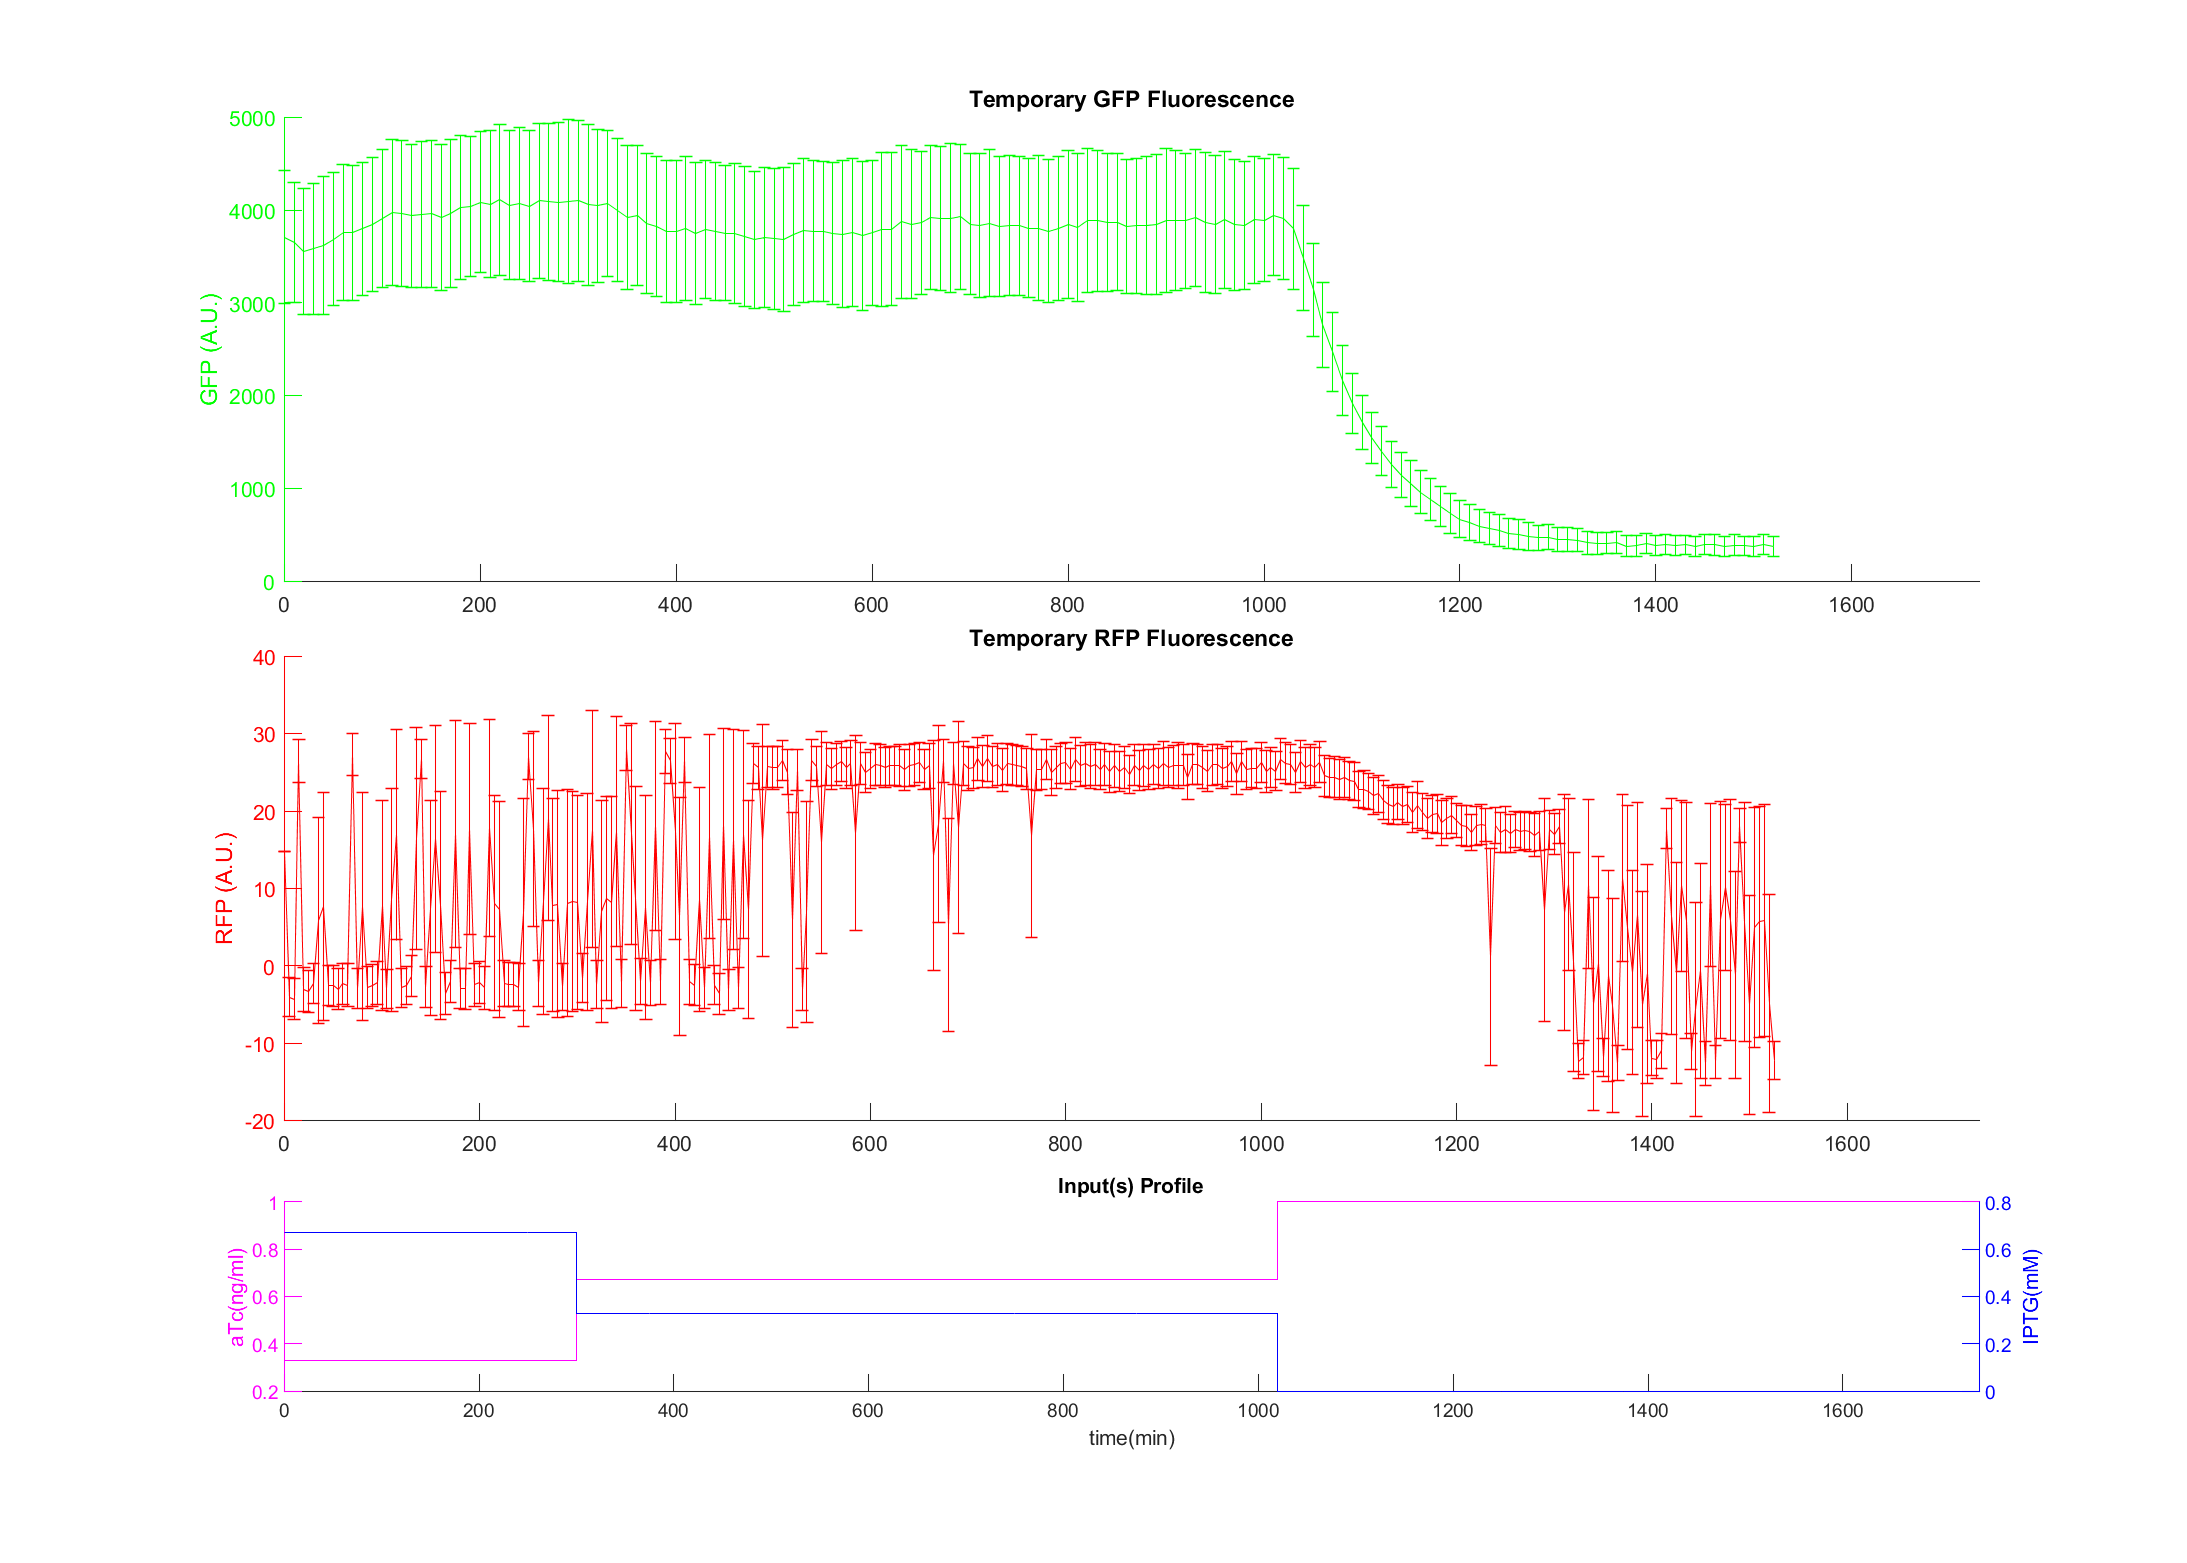 Temporary GFP Fluorescence
GFP (A.U.)
5000
4000
3000
2000
1000
0
0 200 400 600 800 1000 1200 1400 1600
Temporary RFP Fluorescence
RFP (A.U.)
40
30
20
10
0
-10
-20
0 200 400 600 800 1000 1200 1400 1600
Input(s) Profile
aTc(ng/ml)
1
0.8
0.6
0.4
0.2
0.8
0.6
0.4
0.2
0
IPTG(mM)
0 200 400 600 800 1000 1200 1400 1600
time(min)